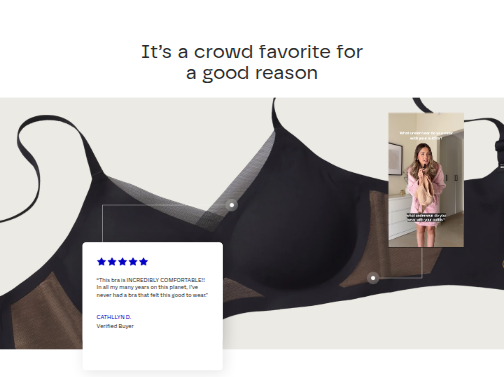 It's a crowd favorite for
a good reason
"This bra is INCREDIBLY COMFORTABLE!!
In all my many years on this planet, I've
never had a bra that felt this good to wear."
CATHLLYN D.
Verified Buyer